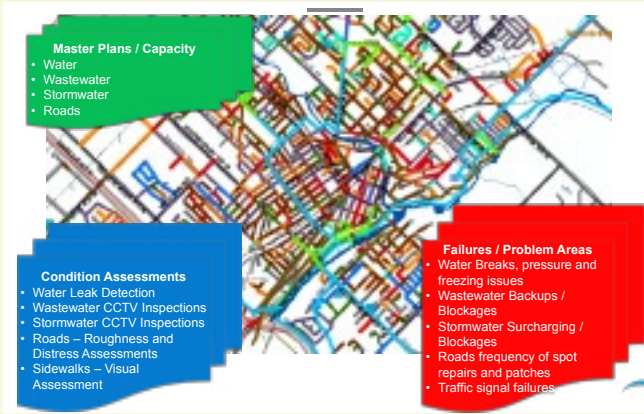 Master Plans / Capacity
• Water
• Wastewater
• Stormwater
• Roads
Condition Assessments
• Water Leak Detection
• Wastewater CCTV Inspections
• Stormwater CCTV Inspections
• Roads – Roughness and
Distress Assessments
• Sidewalks – Visual
Assessment
Failures / Problem Areas
• Water Breaks, pressure and
freezing issues
• Wastewater Backups /
Blockages
• Stormwater Surcharging /
Blockages
• Roads frequency of spot
repairs and patches
• Traffic signal failures